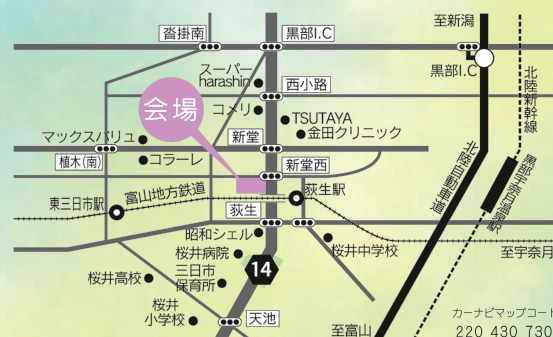 沓掛南
黒部I.C
至新潟
スーパー
harashin
西小路
黒部I.C
北陸新幹線
会場
コメリ
TSUTAYA
金田クリニック
マックスバリュ
新堂
植木(南)
コラーレ
新堂西
北陸自動車道
黒部宇奈月温泉駅
東三日市駅
富山地方鉄道
荻生駅
荻生
昭和シェル
桜井中学校
至宇奈月
桜井病院
14
桜井高校
三日市
保育所
桜井
小学校
天池
至富山
カーナビマップコート
220 430 730